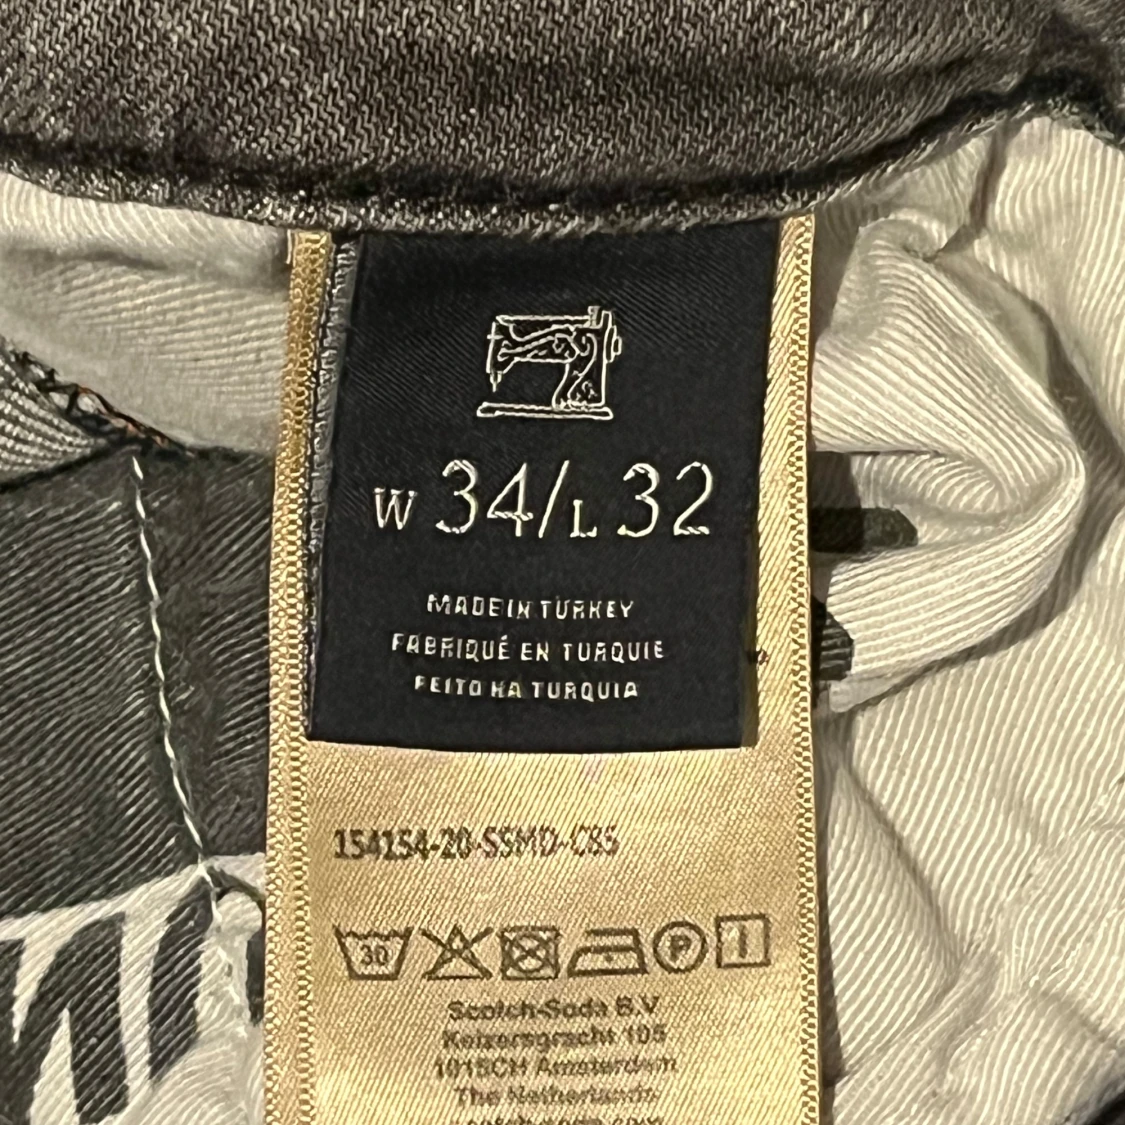 W 34/L 32
MADE IN TURKEY
FABRIQUÉ EN TURQUIE
FEITO NA TURQUIA
154154-20-SSMD-C85
30
P
Scotch-Soda B.V
Keizersgracht 105
1015CH Amsterdam
The Netherlands